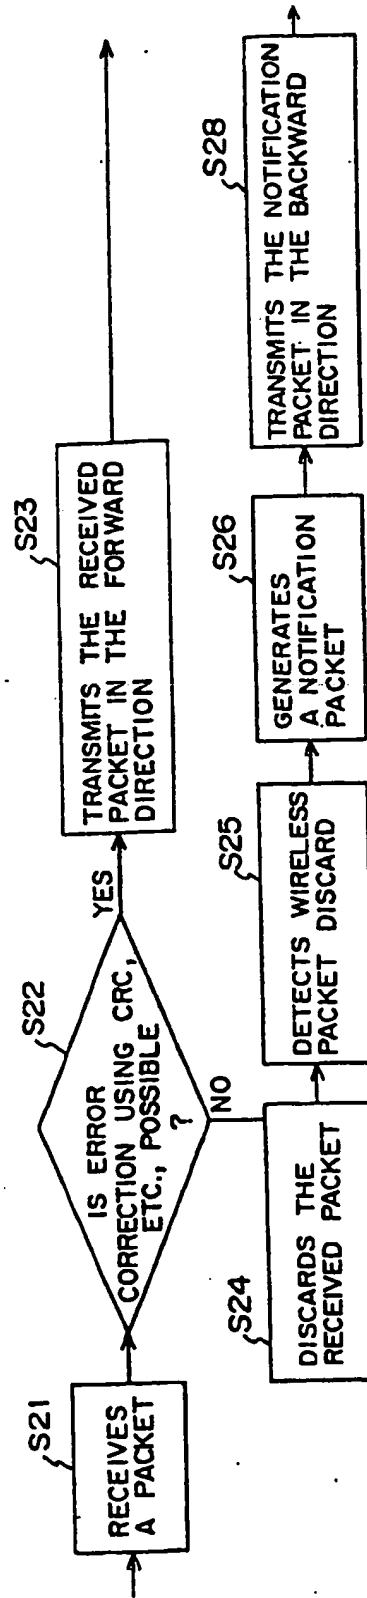 S21
RECEIVES
A PACKET
S22
IS ERROR
CORRECTION USING CRC,
ETC., POSSIBLE
?
YES
S23
TRANSMITS THE RECEIVED
PACKET IN THE FORWARD
DIRECTION
NO
S24
DISCARDS THE
RECEIVED PACKET
S25
DETECTS WIRELESS
PACKET DISCARD
S26
GENERATES
A NOTIFICATION
PACKET
S28
TRANSMITS THE NOTIFICATION
PACKET IN THE BACKWARD
DIRECTION